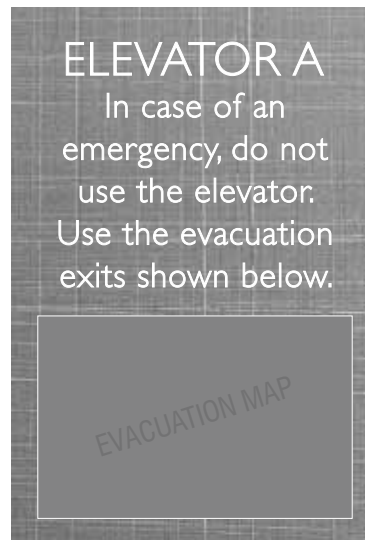 ELEVATOR A
In case of an
emergency, do not
use the elevator.
Use the evacuation
exits shown below.
EVACUATION MAP